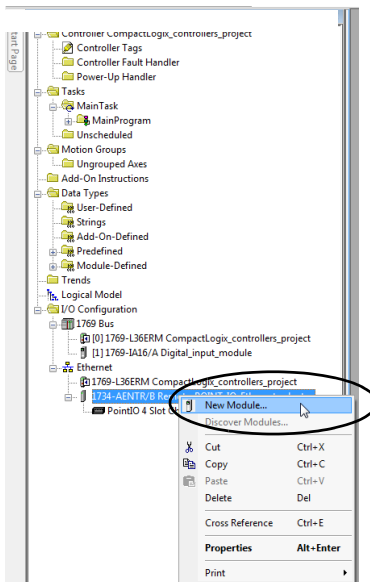 Start Page
Controller CompactLogix_controllers_project
Controller Tags
Controller Fault Handler
Power-Up Handler
Tasks
MainTask
MainProgram
Unscheduled
Motion Groups
Ungrouped Axes
Add-On Instructions
Data Types
User-Defined
Strings
Add-On-Defined
Predefined
Module-Defined
Trends
Logical Model
I/O Configuration
1769 Bus
[0] 1769-L36ERM CompactLogix_controllers_project
[1] 1769-IA16/A Digital_input_module
Ethernet
1769-L36ERM CompactLogix_controllers_project
1734-AENTR/B
PointIO 4 Slot
New Module...
Discover Modules...
Cut Ctrl+X
Copy Ctrl+C
Paste Ctrl+V
Delete Del
Cross Reference Ctrl+E
Properties Alt+Enter
Print